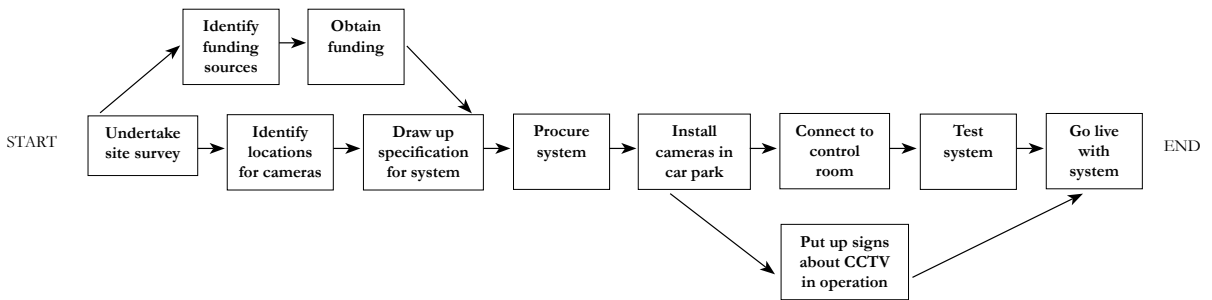 Identify
funding
sources
Obtain
funding
START
Undertake
site survey
Identify
locations
for cameras
Draw up
specification
for system
Procure
system
Install
cameras in
car park
Connect to
control
room
Test
system
Go live
with
system
END
Put up signs
about CCTV
in operation